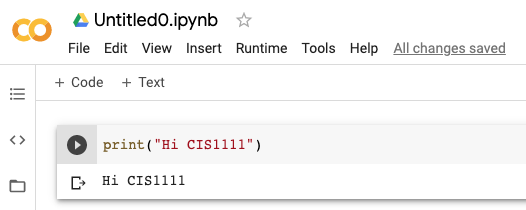 Untitled0.ipynb
File Edit View Insert Runtime Tools Help All changes saved
+ Code + Text
print("Hi CIS1111")
Hi CIS1111